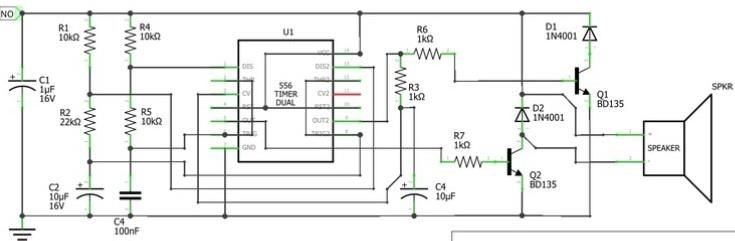 NO
R1
10kΩ
R4
10kΩ
C1
1µF
16V
R2
22kΩ
R5
10kΩ
C2
10µF
16V
C4
100nF
U1
556
TIMER
DUAL
DIS
THR
CV
RST
OUT
TRIG
GND
VCC
DIS2
THR2
CV2
RST2
OUT2
TRIG2
R6
1kΩ
R3
1kΩ
R7
1kΩ
C4
10µF
D1
1N4001
Q1
BD135
D2
1N4001
Q2
BD135
SPKR
SPEAKER
+
-